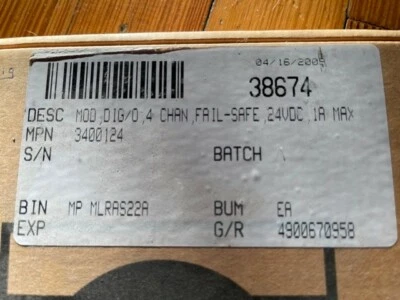 04/16/2009
38674
DESC MOD,DIG/O,4 CHAN,FAIL-SAFE,24VDC,1A MAX
MPN 3400124
S/N BATCH
BIN MP MLRAS22A BUM EA
EXP G/R 4900670958